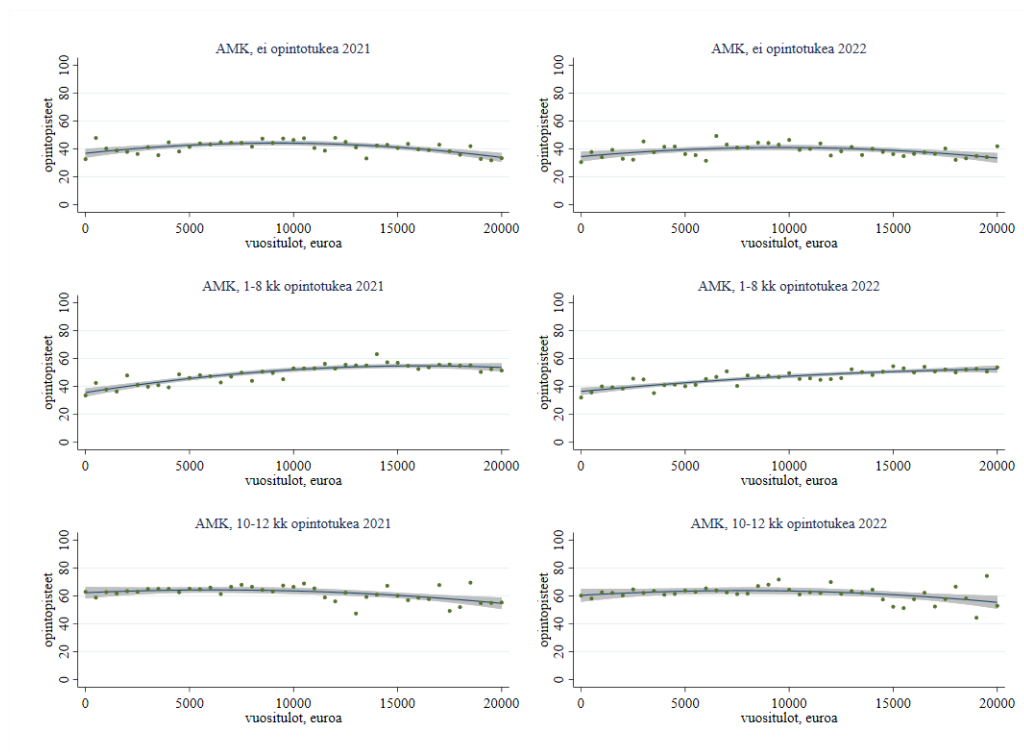 AMK, ei opintotukea 2021
opintopisteet
0 20 40 60 80 100
0 5000 10000 15000 20000
vuositulot, euroa
AMK, ei opintotukea 2022
opintopisteet
0 20 40 60 80 100
0 5000 10000 15000 20000
vuositulot, euroa
AMK, 1-8 kk opintotukea 2021
opintopisteet
0 20 40 60 80 100
0 5000 10000 15000 20000
vuositulot, euroa
AMK, 1-8 kk opintotukea 2022
opintopisteet
0 20 40 60 80 100
0 5000 10000 15000 20000
vuositulot, euroa
AMK, 10-12 kk opintotukea 2021
opintopisteet
0 20 40 60 80 100
0 5000 10000 15000 20000
vuositulot, euroa
AMK, 10-12 kk opintotukea 2022
opintopisteet
0 20 40 60 80 100
0 5000 10000 15000 20000
vuositulot, euroa